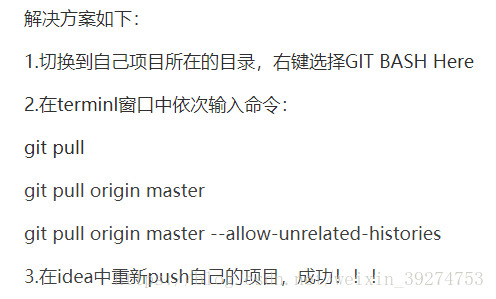 解决方案如下：
1.切换到自己项目所在的目录，右键选择GIT BASH Here
2.在terminl窗口中依次输入命令：
git pull
git pull origin master
git pull origin master --allow-unrelated-histories
3.在idea中重新push自己的项目，成功！！！
weixin_39274753